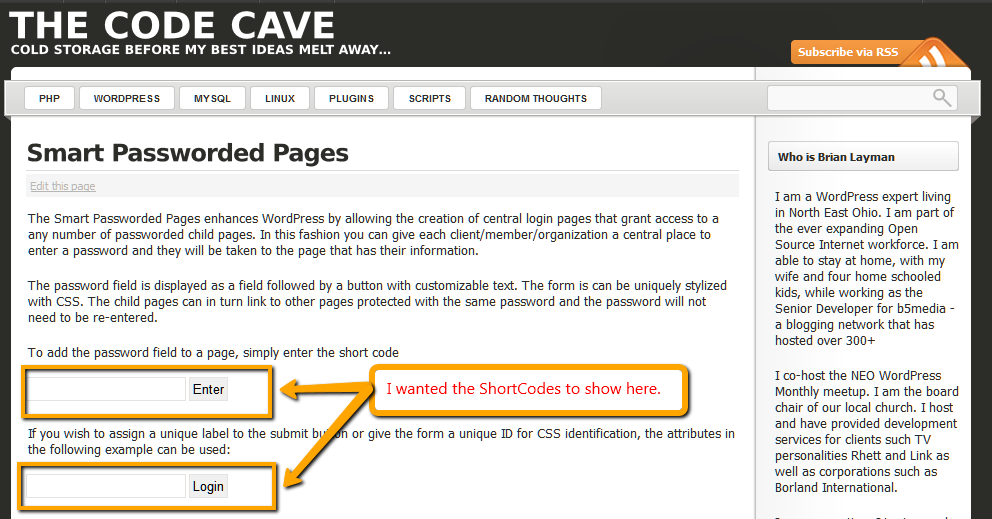 THE CODE CAVE
COLD STORAGE BEFORE MY BEST IDEAS MELT AWAY...
Subscribe via RSS
PHP WORDPRESS MYSQL LINUX PLUGINS SCRIPTS RANDOM THOUGHTS
Smart Passworded Pages
Edit this page
The Smart Passworded Pages enhances WordPress by allowing the creation of central login pages that grant access to a
any number of passworded child pages. In this fashion you can give each client/member/organization a central place to
enter a password and they will be taken to the page that has their information.
The password field is displayed as a field followed by a button with customizable text. The form is can be uniquely stylized
with CSS. The child pages can in turn link to other pages protected with the same password and the password will not
need to be re-entered.
To add the password field to a page, simply enter the short code
Enter
I wanted the ShortCodes to show here.
If you wish to assign a unique label to the submit button or give the form a unique ID for CSS identification, the attributes in
the following example can be used:
Login
Who is Brian Layman
I am a WordPress expert living
in North East Ohio. I am part of
the ever expanding Open
Source Internet workforce. I am
able to stay at home, with my
wife and four home schooled
kids, while working as the
Senior Developer for b5media -
a blogging network that has
hosted over 300+
I co-host the NEO WordPress
Monthly meetup. I am the board
chair of our local church. I host
and have provided development
services for clients such TV
personalities Rhett and Link as
well as corporations such as
Borland International.